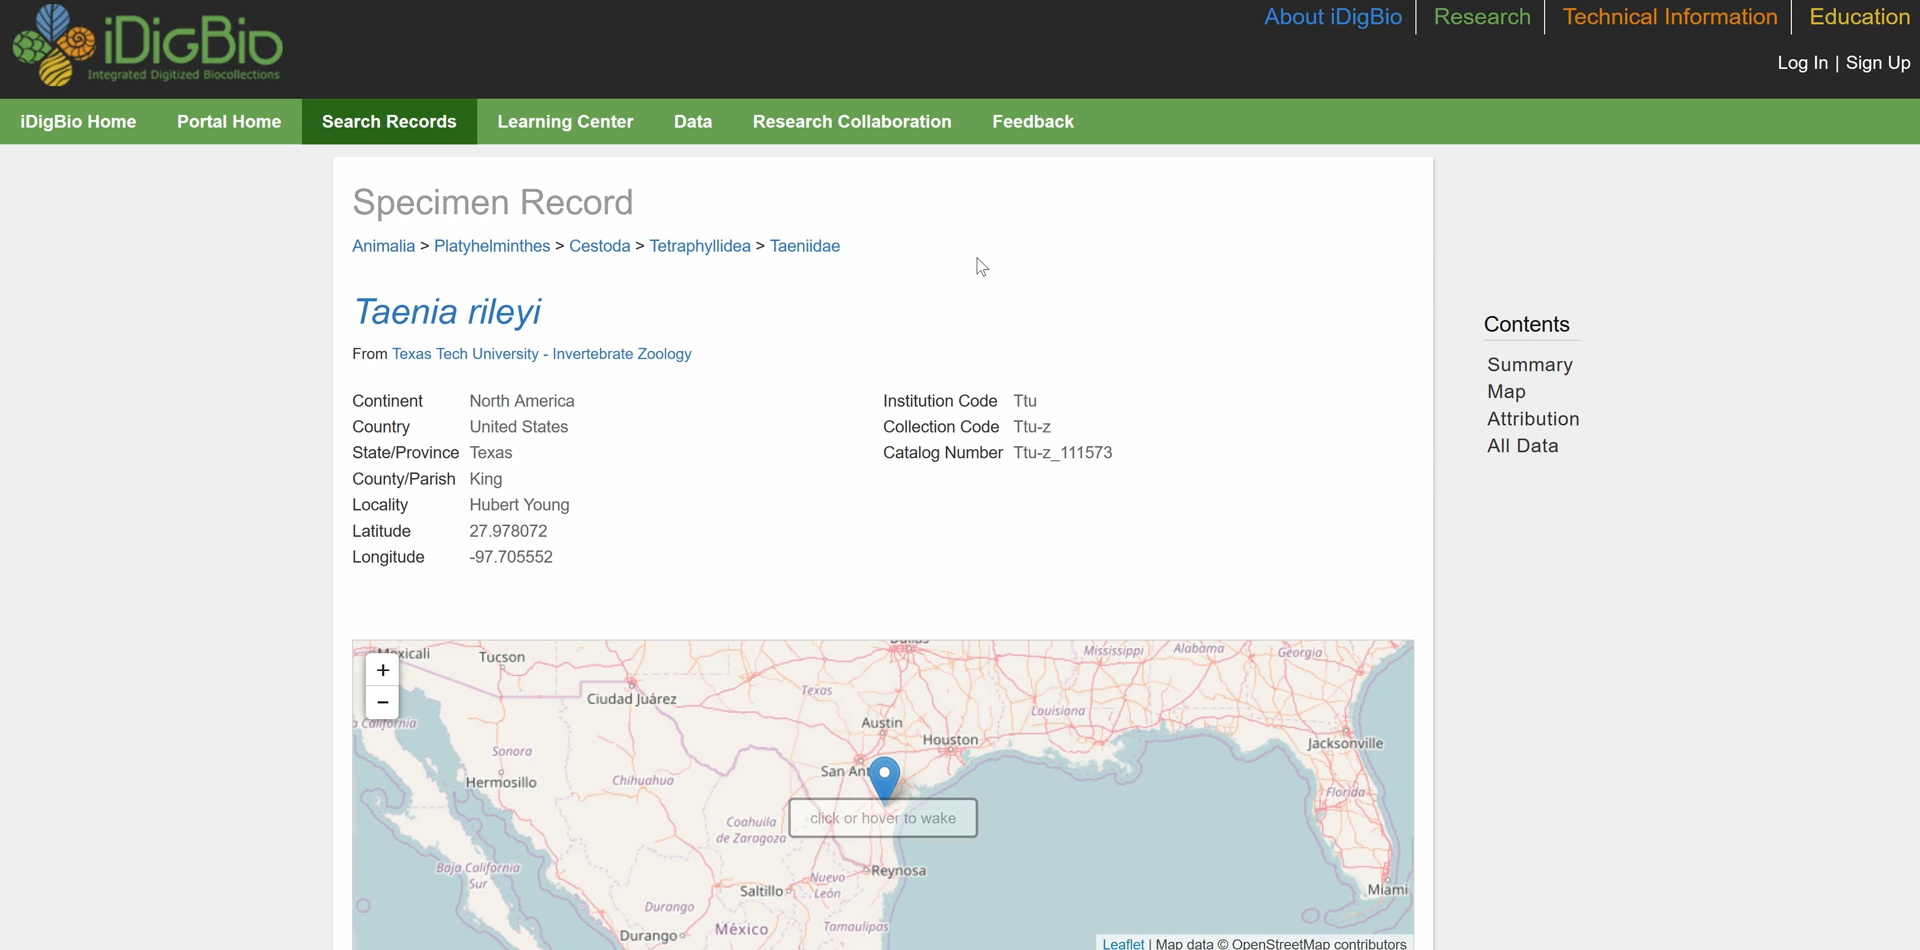 iDigBio
Integrated Digitized Biocollections
About iDigBio
Research
Technical Information
Education
Log In | Sign Up
iDigBio Home
Portal Home
Search Records
Learning Center
Data
Research Collaboration
Feedback
Specimen Record
Animalia > Platyhelminthes > Cestoda > Tetraphyllidea > Taeniidae
Taenia rileyi
From Texas Tech University - Invertebrate Zoology
Continent North America
Country United States
State/Province Texas
County/Parish King
Locality Hubert Young
Latitude 27.978072
Longitude -97.705552
Institution Code Ttu
Collection Code Ttu-z
Catalog Number Ttu-z_111573
Contents
Summary
Map
Attribution
All Data
+
−
Mexicali
Tucson
Dallas
Mississippi
Alabama
Georgia
Ciudad Juárez
Texas
a California
Austin
Louisiana
Houston
Jacksonville
Sonora
Hermosillo
Chihuahua
San Ant
Florida
click or hover to wake
Coahuila
de Zaragoza
Baja California
Sur
Reynosa
Nuevo
León
Saltillo
Miami
Durango
Durango
México
Tamaulipas
Leaflet | Map data © OpenStreetMap contributors